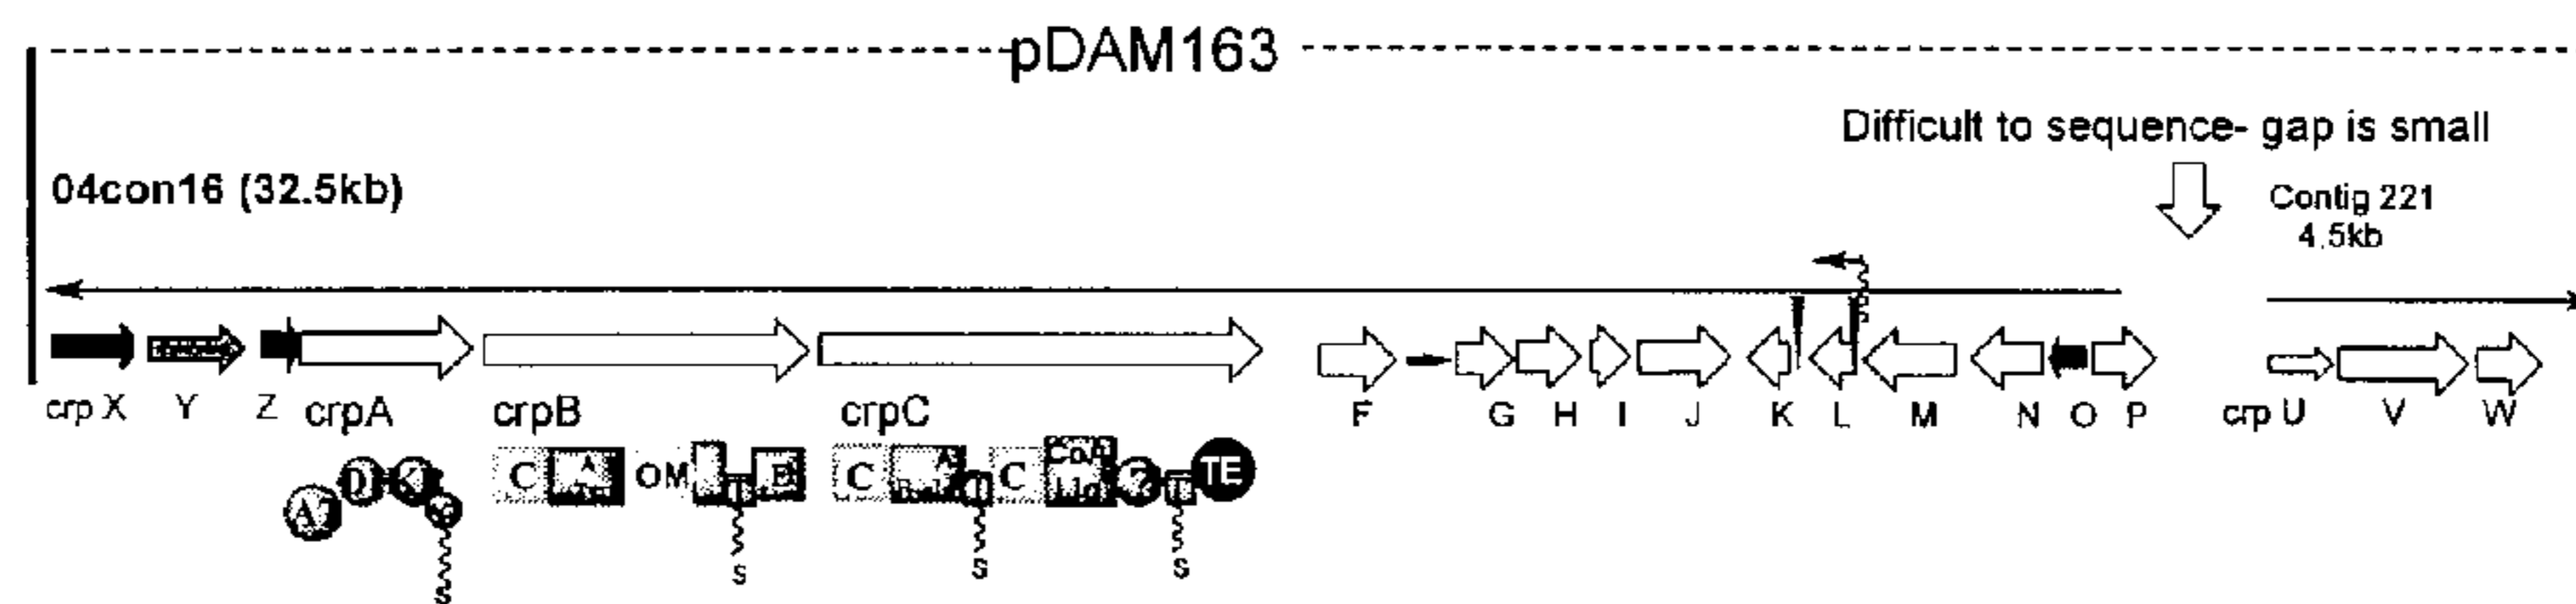 pDAM163
Difficult to sequence- gap is small
04con16 (32.5kb)
Contig 221
4.5kb
crp X Y Z crpA crpB crpC F G H I J K L M N O P crp U V W
C A OM T E C A T C CoA T TE
S S S S